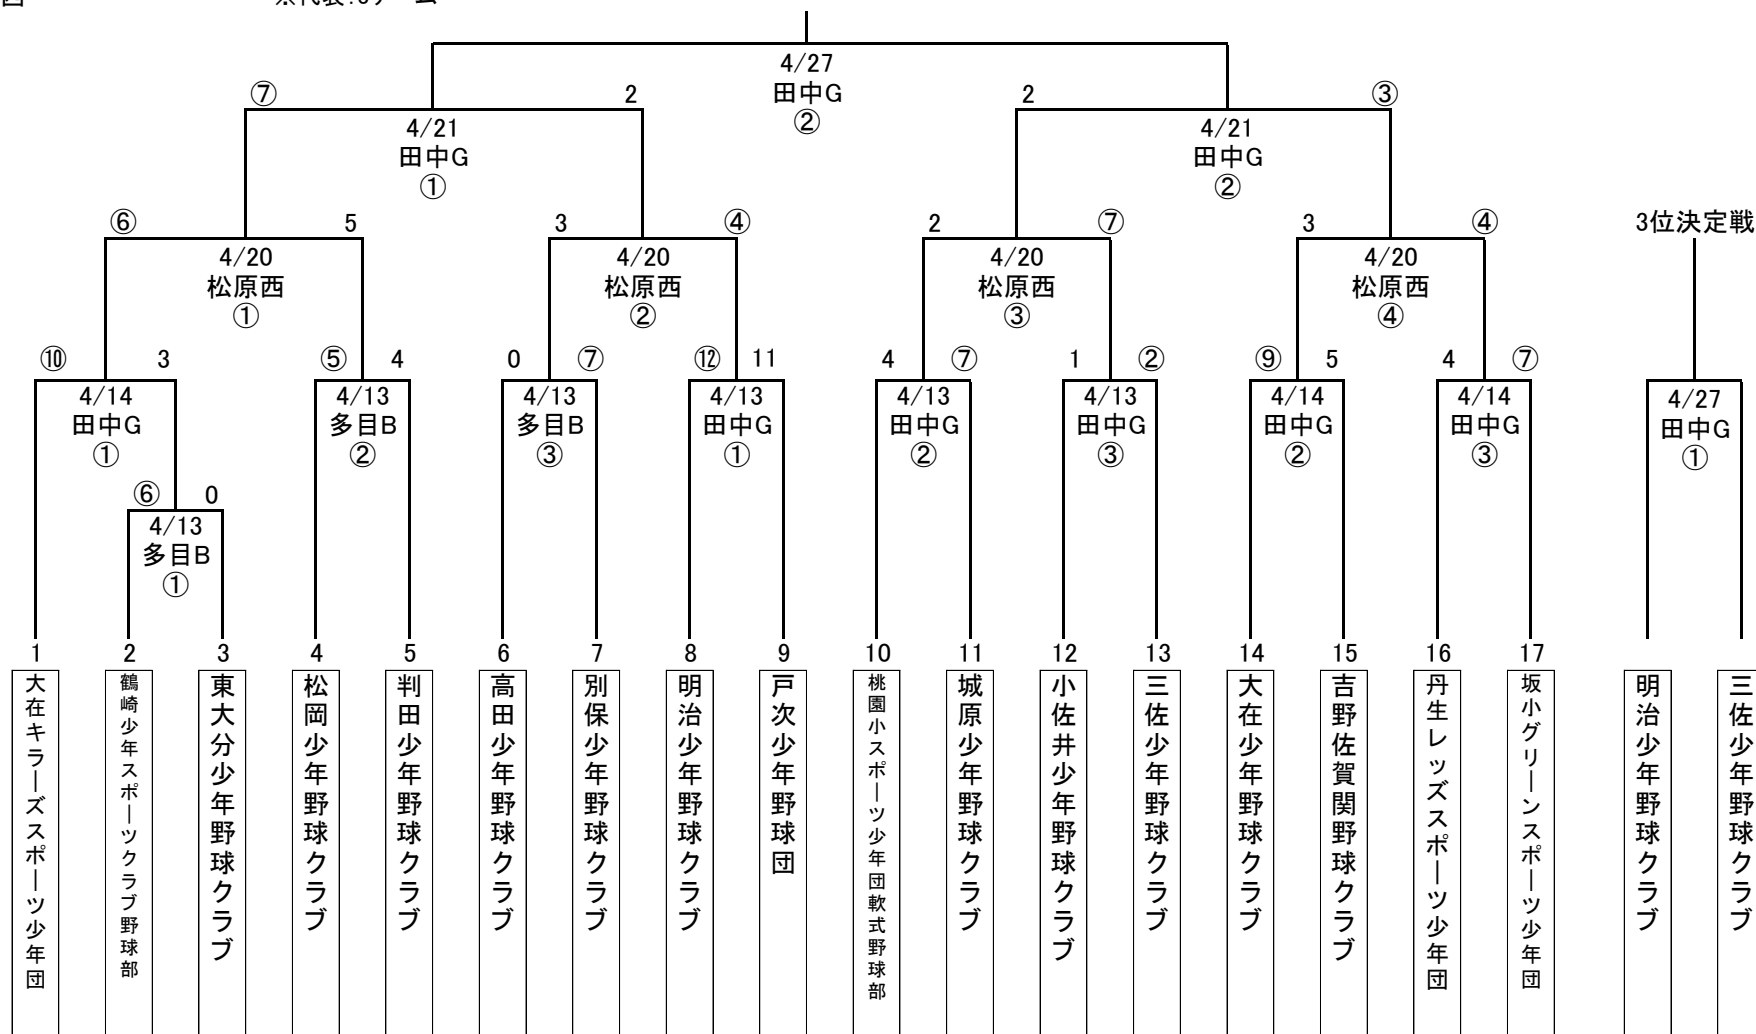 4/27
田中G
②
⑦ 2
4/21
田中G
①
2 ③
4/21
田中G
②
⑥ 5
4/20
松原西
①
3 ④
4/20
松原西
②
2 ⑦
4/20
松原西
③
3 ④
4/20
松原西
④
3位決定戦
⑩ 3
4/14
田中G
①
⑤ 4
4/13
多目B
②
0 ⑦
4/13
多目B
③
⑫ 11
4/13
田中G
①
4 ⑦
4/13
田中G
②
1 ②
4/13
田中G
③
⑨ 5
4/14
田中G
②
4 ⑦
4/14
田中G
③
4/27
田中G
①
⑥ 0
4/13
多目B
①
1
大在キラーズスポーツ少年団
2
鶴崎少年スポーツクラブ野球部
3
東大分少年野球クラブ
4
松岡少年野球クラブ
5
判田少年野球クラブ
6
高田少年野球クラブ
7
別保少年野球クラブ
8
明治少年野球クラブ
9
戸次少年野球団
10
桃園小スポーツ少年団軟式野球部
11
城原少年野球クラブ
12
小佐井少年野球クラブ
13
三佐少年野球クラブ
14
大在少年野球クラブ
15
吉野佐賀関野球クラブ
16
丹生レッズスポーツ少年団
17
坂小グリーンスポーツ少年団
明治少年野球クラブ
三佐少年野球クラブ